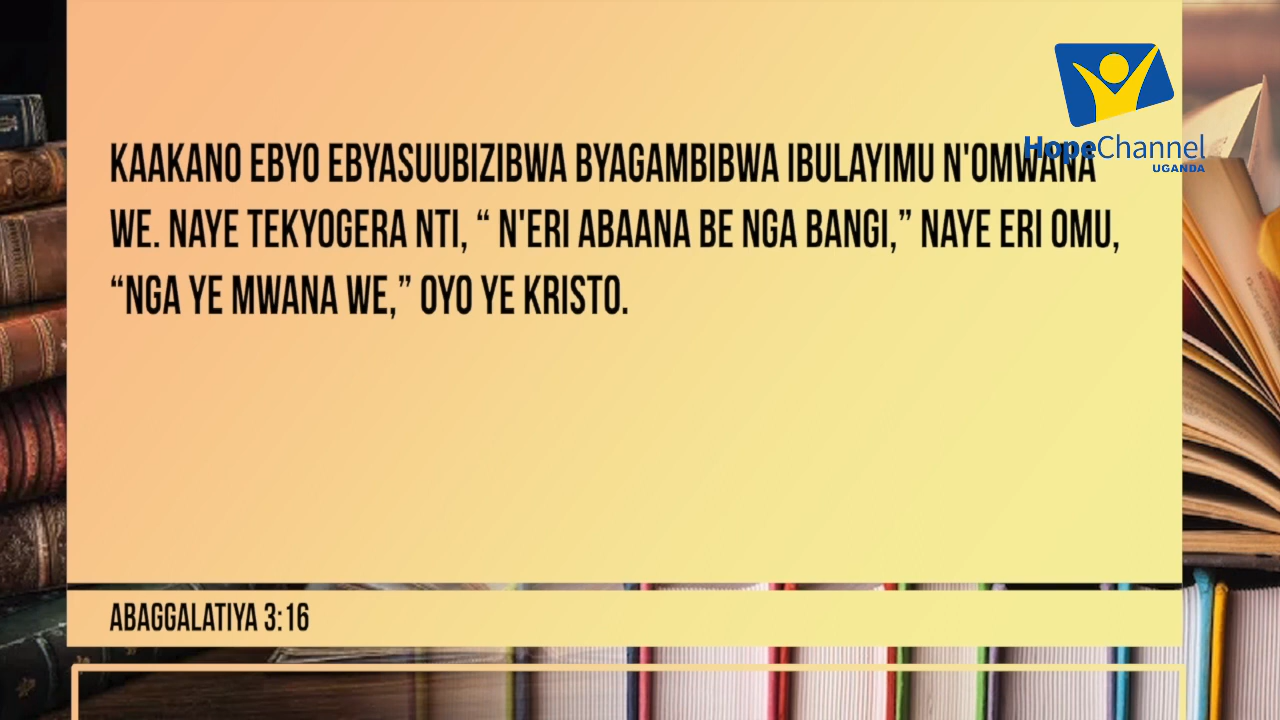 KAAKANO EBYO EBYASUUBIZIBWA BYAGAMBIBWA IBULAYIMU N'OMWANA
WE. NAYE TEKYOGERA NTI, “ N'ERI ABAANA BE NGA BANGI,” NAYE ERI OMU,
“NGA YE MWANA WE,” OYO YE KRISTO.
HopeChannel
UGANDA
ABAGGALATIYA 3:16